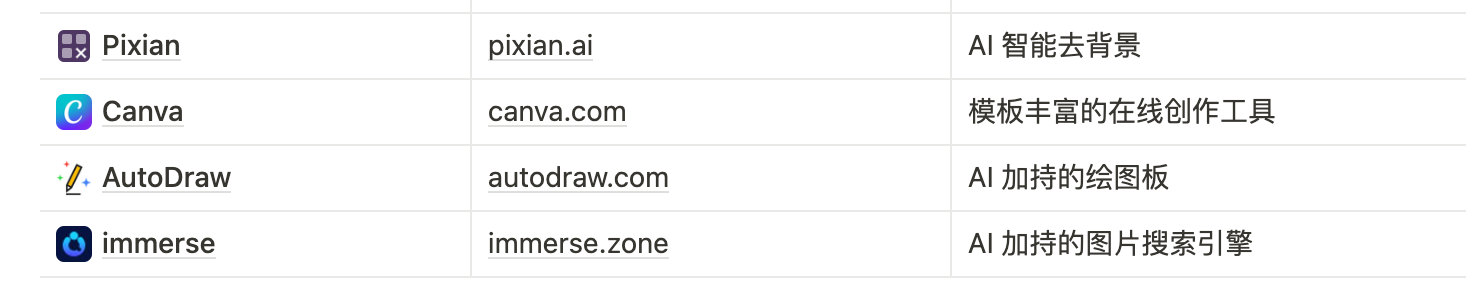 Pixian pixian.ai AI 智能去背景
Canva canva.com 模板丰富的在线创作工具
AutoDraw autodraw.com AI 加持的绘图板
immerse immerse.zone AI 加持的图片搜索引擎